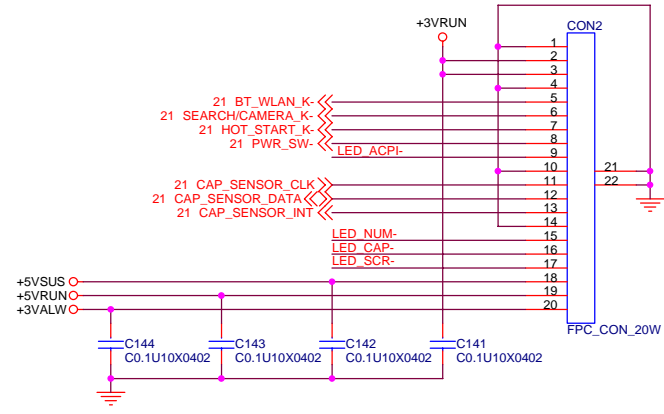 +3VRUN
CON2
1
2
3
4
21 BT_WLAN_K- 5
21 SEARCH/CAMERA_K- 6
21 HOT_START_K- 7
21 PWR_SW- 8
LED_ACPI- 9
10 21
21 CAP_SENSOR_CLK 11 22
21 CAP_SENSOR_DATA 12
21 CAP_SENSOR_INT 13
14
LED_NUM- 15
LED_CAP- 16
LED_SCR- 17
+5VSUS 18
+5VRUN 19
+3VALW 20
FPC_CON_20W
C144 C143 C142 C141
C0.1U10X0402 C0.1U10X0402 C0.1U10X0402 C0.1U10X0402